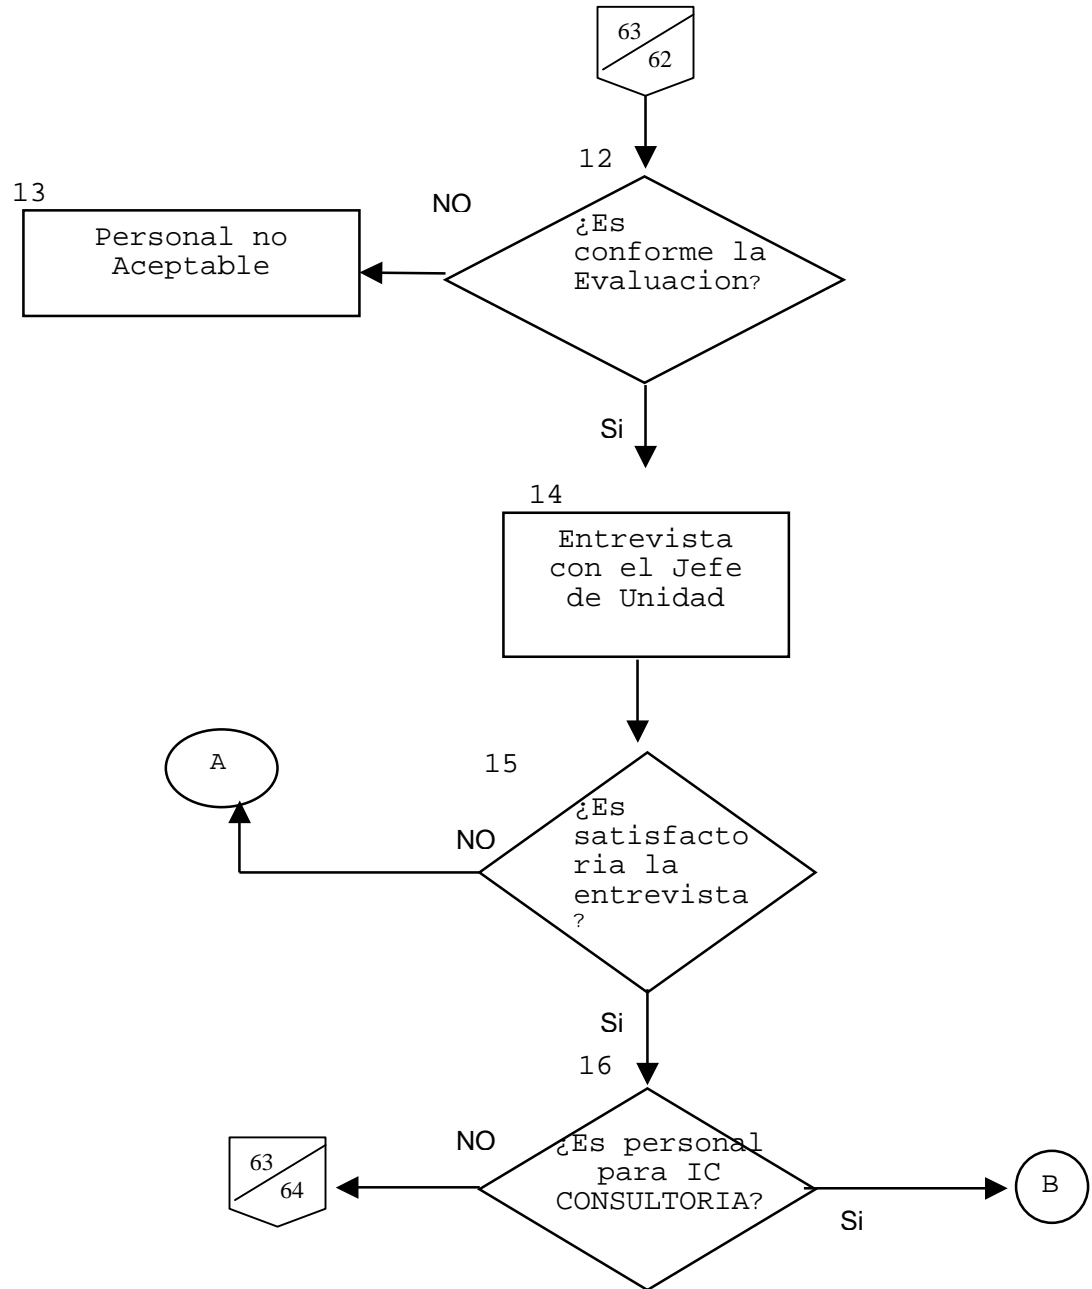 63
62
12
13
NO
Personal no
Aceptable
¿Es
conforme la
Evaluacion?
Si
14
Entrevista
con el Jefe
de Unidad
A
15
NO
¿Es
satisfacto
ria la
entrevista
?
Si
16
NO
¿Es personal
para IC
CONSULTORIA?
63
64
B
Si